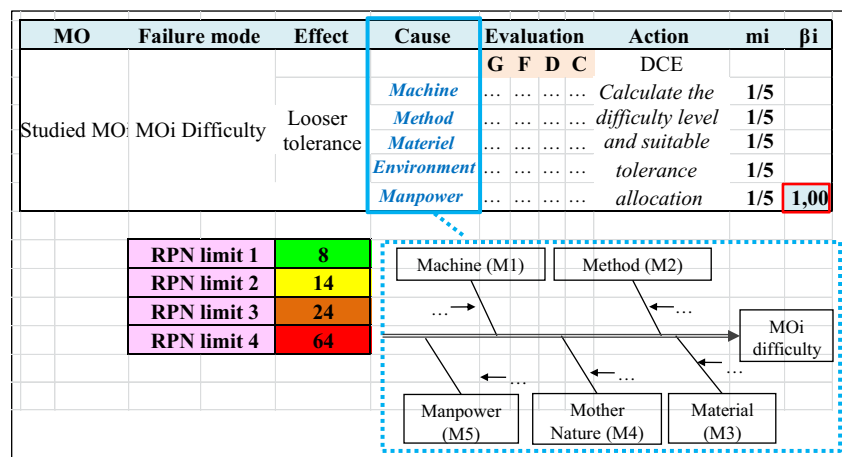 MO Failure mode Effect Cause Evaluation Action mi βi
G F D C DCE
Machine … … … … Calculate the 1/5
Studied MOi MOi Difficulty Looser Method … … … … difficulty level 1/5
tolerance Materiel … … … … and suitable 1/5
Environment … … … … tolerance 1/5
Manpower … … … … allocation 1/5 1,00
RPN limit 1 8
RPN limit 2 14
RPN limit 3 24
RPN limit 4 64
Machine (M1) Method (M2)
… …
MOi
difficulty
… … …
Manpower
(M5)
Mother
Nature (M4)
Material
(M3)